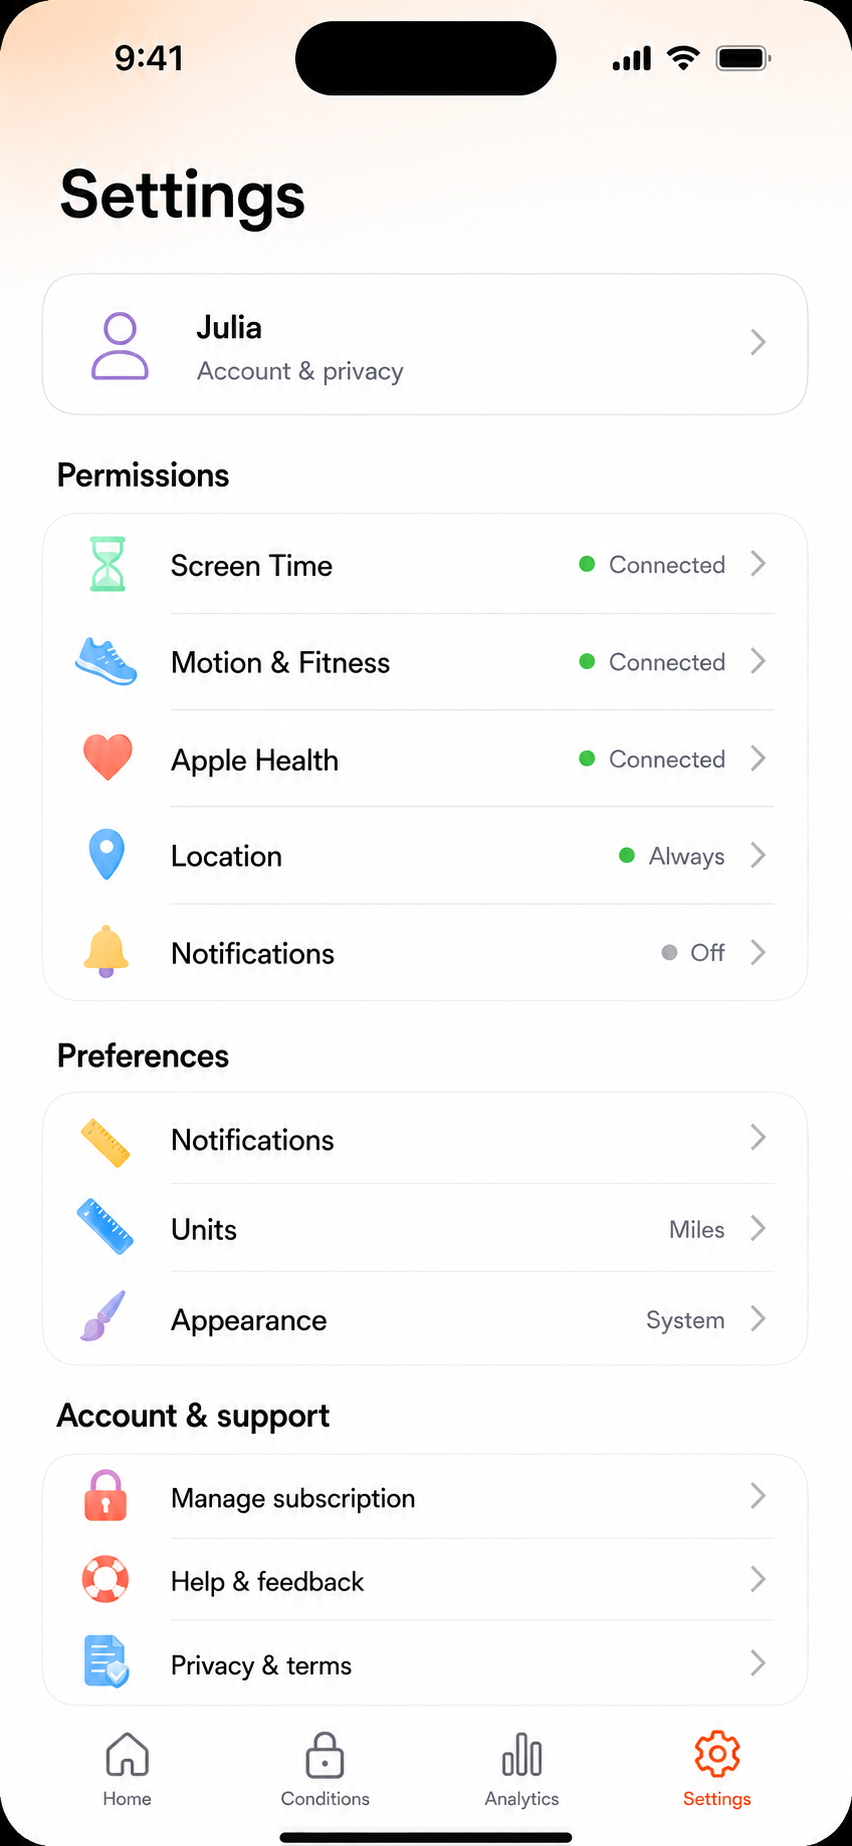 9:41
Settings
Julia
Account & privacy
Permissions
Screen Time Connected
Motion & Fitness Connected
Apple Health Connected
Location Always
Notifications Off
Preferences
Notifications
Units Miles
Appearance System
Account & support
Manage subscription
Help & feedback
Privacy & terms
Home Conditions Analytics Settings